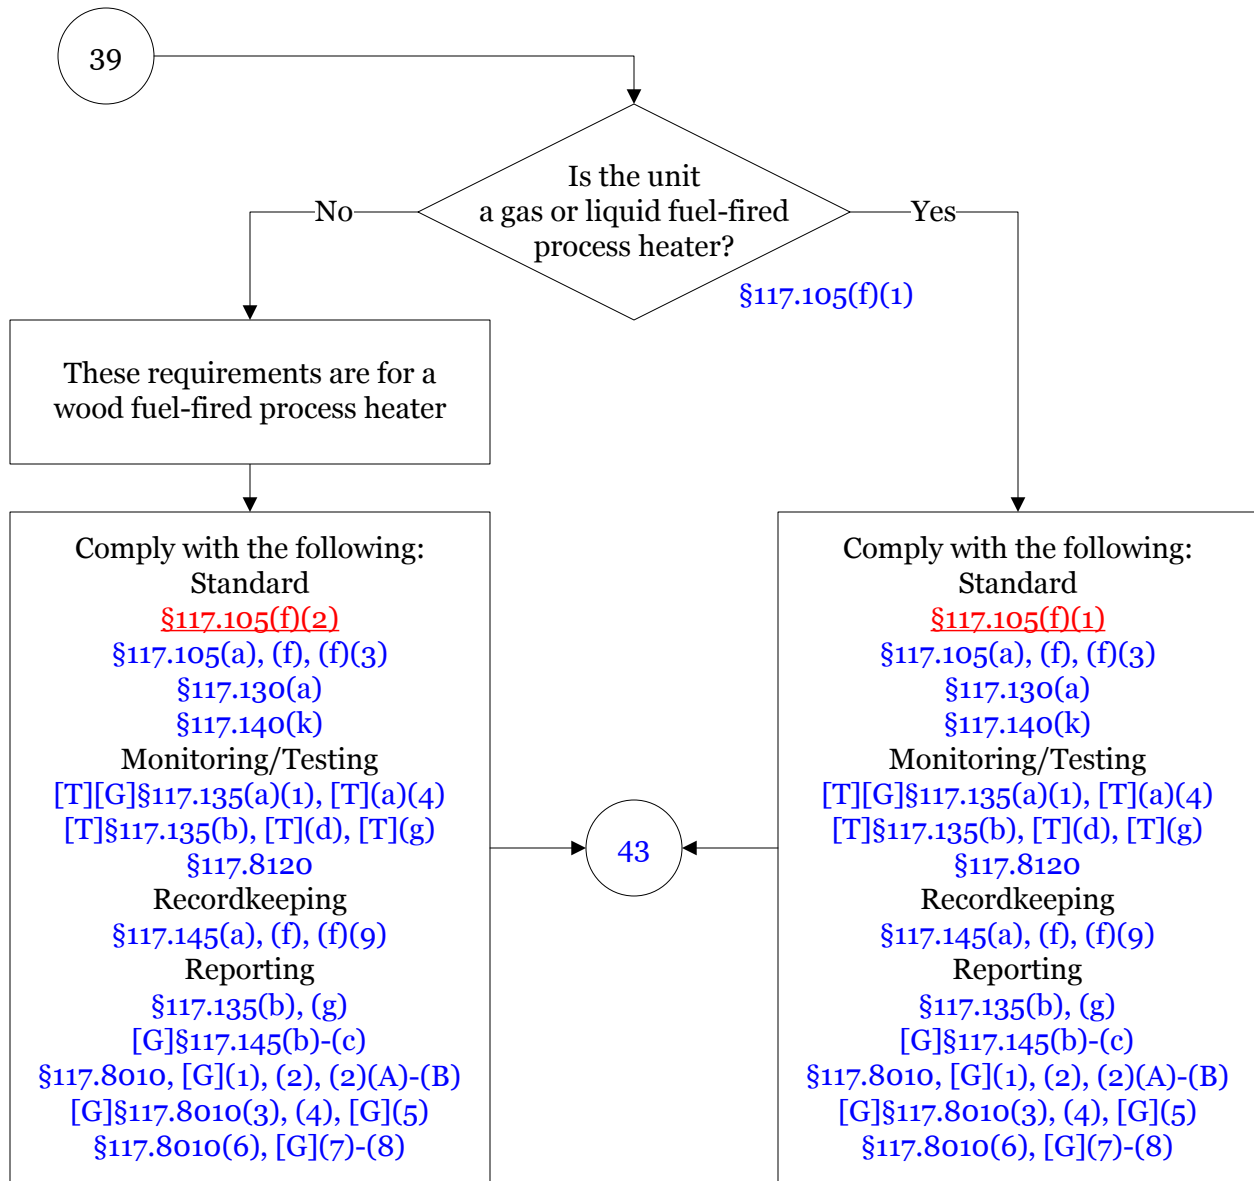 39
Is the unit
a gas or liquid fuel-fired
process heater?
No
Yes
§117.105(f)(1)
These requirements are for a
wood fuel-fired process heater
Comply with the following:
Standard
§117.105(f)(2)
§117.105(a), (f), (f)(3)
§117.130(a)
§117.140(k)
Monitoring/Testing
[T][G]§117.135(a)(1), [T](a)(4)
[T]§117.135(b), [T](d), [T](g)
§117.8120
Recordkeeping
§117.145(a), (f), (f)(9)
Reporting
§117.135(b), (g)
[G]§117.145(b)-(c)
§117.8010, [G](1), (2), (2)(A)-(B)
[G]§117.8010(3), (4), [G](5)
§117.8010(6), [G](7)-(8)
43
Comply with the following:
Standard
§117.105(f)(1)
§117.105(a), (f), (f)(3)
§117.130(a)
§117.140(k)
Monitoring/Testing
[T][G]§117.135(a)(1), [T](a)(4)
[T]§117.135(b), [T](d), [T](g)
§117.8120
Recordkeeping
§117.145(a), (f), (f)(9)
Reporting
§117.135(b), (g)
[G]§117.145(b)-(c)
§117.8010, [G](1), (2), (2)(A)-(B)
[G]§117.8010(3), (4), [G](5)
§117.8010(6), [G](7)-(8)